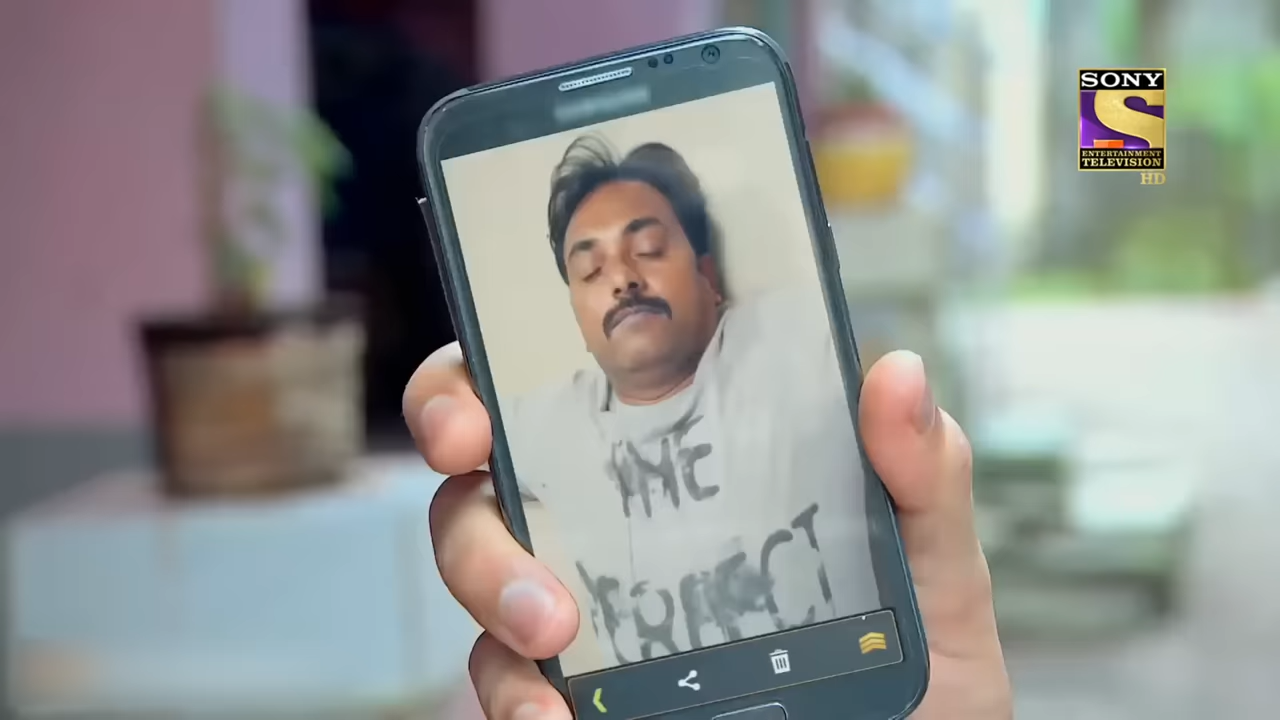 SONY
ENTERTAINMENT
TELEVISION
HD
THE
PERFECT